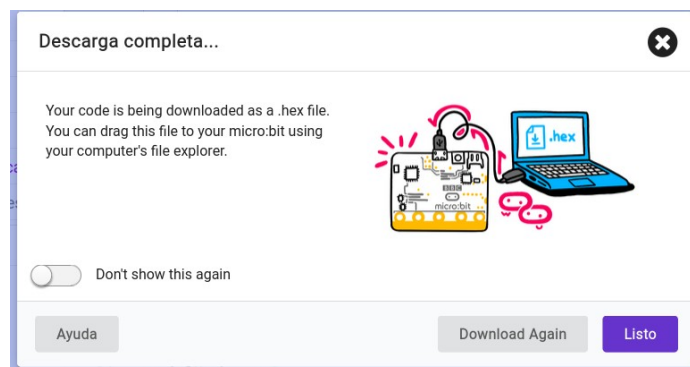 Descarga completa...
Your code is being downloaded as a .hex file.
You can drag this file to your micro:bit using
your computer's file explorer.
.hex
BBC
micro:bit
Don't show this again
Ayuda
Download Again
Listo